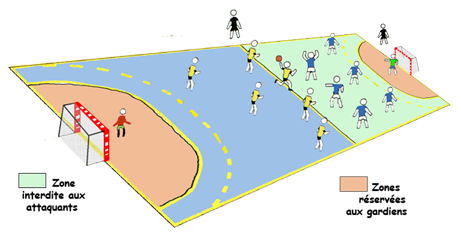 Zone
interdite aux
attaquants
Zones
réservées
aux gardiens